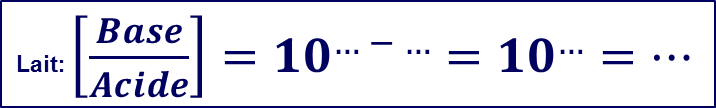 Lait: [Base/Acide] = 10^{... − ...} = 10^{...} = ...